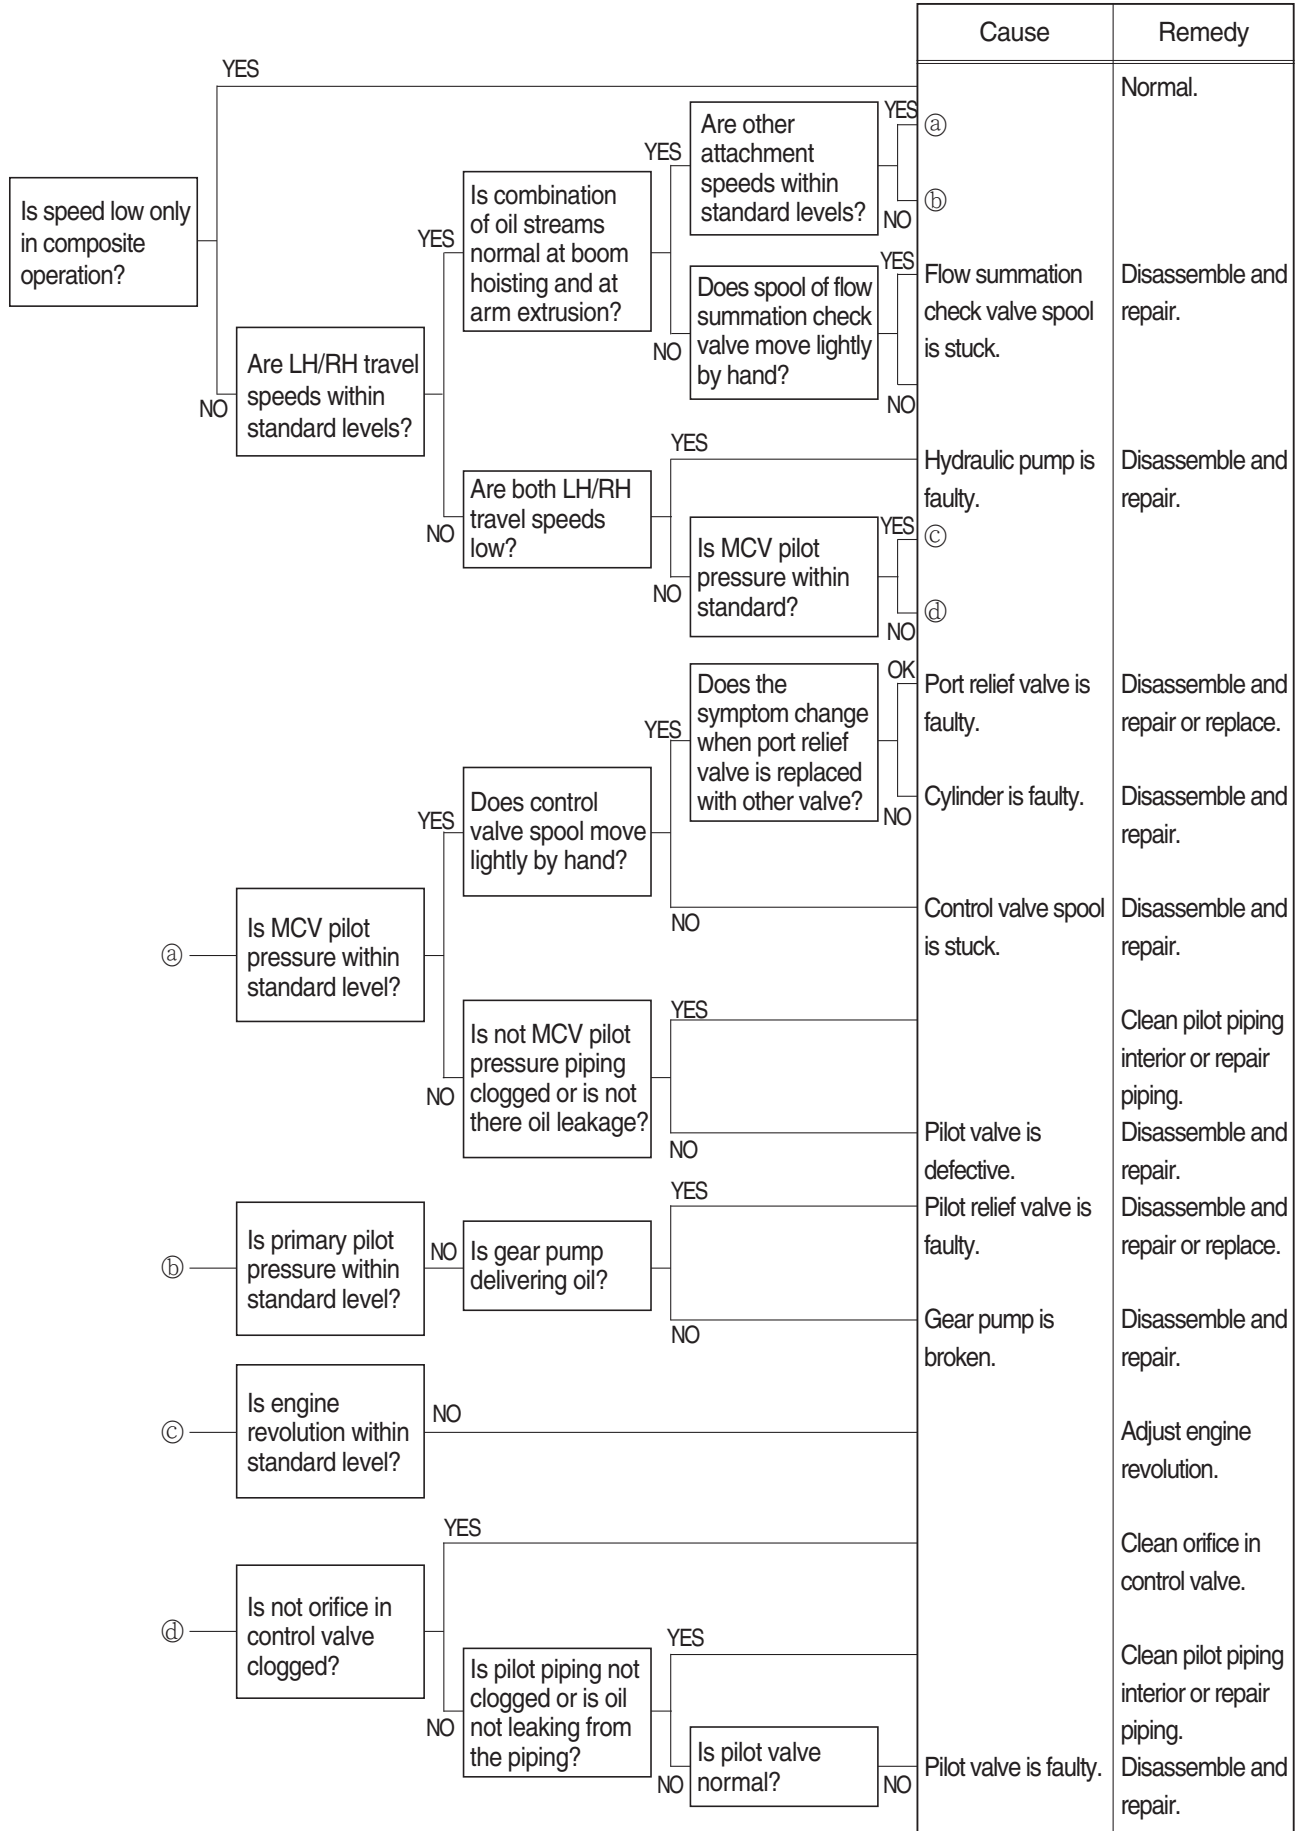 Cause
Remedy
YES
Normal.
Is speed low only
in composite
operation?
NO
Are LH/RH travel
speeds within
standard levels?
YES
Is combination
of oil streams
normal at boom
hoisting and at
arm extrusion?
YES
Are other
attachment
speeds within
standard levels?
YES
ⓐ
NO
ⓑ
NO
Does spool of flow
summation check
valve move lightly
by hand?
YES
Flow summation
check valve spool
is stuck.
Disassemble and
repair.
NO
NO
Are both LH/RH
travel speeds
low?
YES
Hydraulic pump is
faulty.
Disassemble and
repair.
NO
Is MCV pilot
pressure within
standard?
YES
ⓒ
NO
ⓓ
ⓐ
Is MCV pilot
pressure within
standard level?
YES
Does control
valve spool move
lightly by hand?
YES
Does the
symptom change
when port relief
valve is replaced
with other valve?
OK
Port relief valve is
faulty.
Disassemble and
repair or replace.
NO
Cylinder is faulty.
Disassemble and
repair.
NO
Control valve spool
is stuck.
Disassemble and
repair.
NO
Is not MCV pilot
pressure piping
clogged or is not
there oil leakage?
YES
Clean pilot piping
interior or repair
piping.
NO
Pilot valve is
defective.
Disassemble and
repair.
ⓑ
Is primary pilot
pressure within
standard level?
NO
Is gear pump
delivering oil?
YES
Pilot relief valve is
faulty.
Disassemble and
repair or replace.
NO
Gear pump is
broken.
Disassemble and
repair.
ⓒ
Is engine
revolution within
standard level?
NO
Adjust engine
revolution.
ⓓ
Is not orifice in
control valve
clogged?
YES
Clean orifice in
control valve.
NO
Is pilot piping not
clogged or is oil
not leaking from
the piping?
YES
Clean pilot piping
interior or repair
piping.
NO
Is pilot valve
normal?
NO
Pilot valve is faulty.
Disassemble and
repair.